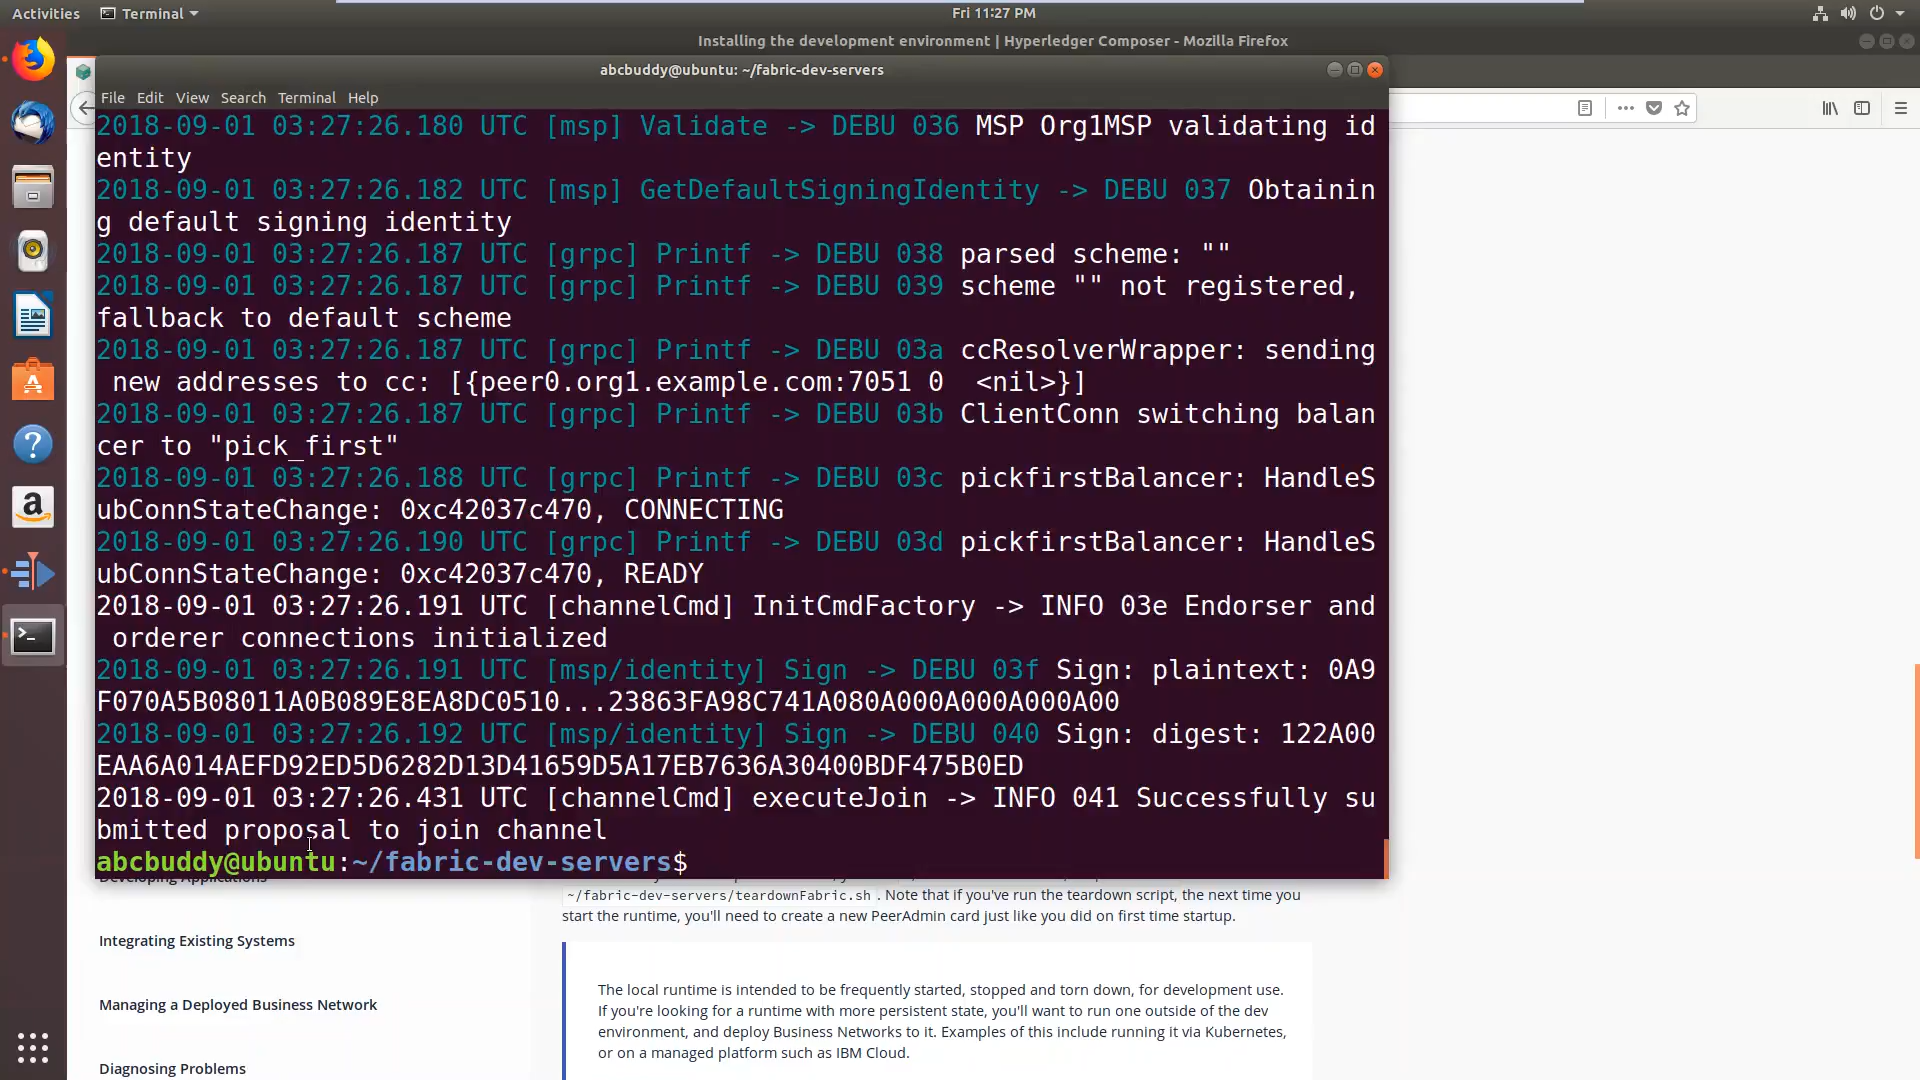 Activities
Terminal
Fri 11:27 PM
Installing the development environment | Hyperledger Composer - Mozilla Firefox
abcbuddy@ubuntu: ~/fabric-dev-servers
File Edit View Search Terminal Help
2018-09-01 03:27:26.180 UTC [msp] Validate -> DEBU 036 MSP Org1MSP validating id
entity
2018-09-01 03:27:26.182 UTC [msp] GetDefaultSigningIdentity -> DEBU 037 Obtainin
g default signing identity
2018-09-01 03:27:26.187 UTC [grpc] Printf -> DEBU 038 parsed scheme: ""
2018-09-01 03:27:26.187 UTC [grpc] Printf -> DEBU 039 scheme "" not registered,
fallback to default scheme
2018-09-01 03:27:26.187 UTC [grpc] Printf -> DEBU 03a ccResolverWrapper: sending
new addresses to cc: [{peer0.org1.example.com:7051 0  <nil>}]
2018-09-01 03:27:26.187 UTC [grpc] Printf -> DEBU 03b ClientConn switching balan
cer to "pick_first"
2018-09-01 03:27:26.188 UTC [grpc] Printf -> DEBU 03c pickfirstBalancer: HandleS
ubConnStateChange: 0xc42037c470, CONNECTING
2018-09-01 03:27:26.190 UTC [grpc] Printf -> DEBU 03d pickfirstBalancer: HandleS
ubConnStateChange: 0xc42037c470, READY
2018-09-01 03:27:26.191 UTC [channelCmd] InitCmdFactory -> INFO 03e Endorser and
orderer connections initialized
2018-09-01 03:27:26.191 UTC [msp/identity] Sign -> DEBU 03f Sign: plaintext: 0A9
F070A5B08011A0B089E8EA8DC0510...23863FA98C741A080A000A000A000A00
2018-09-01 03:27:26.192 UTC [msp/identity] Sign -> DEBU 040 Sign: digest: 122A00
EAA6A014AEFD92ED5D6282D13D41659D5A17EB7636A30400BDF475B0ED
2018-09-01 03:27:26.431 UTC [channelCmd] executeJoin -> INFO 041 Successfully su
bmitted proposal to join channel
abcbuddy@ubuntu:~/fabric-dev-servers$
Developing Applications
~/fabric-dev-servers/teardownFabric.sh . Note that if you've run the teardown script, the next time you
start the runtime, you'll need to create a new PeerAdmin card just like you did on first time startup.
Integrating Existing Systems
The local runtime is intended to be frequently started, stopped and torn down, for development use.
Managing a Deployed Business Network
If you're looking for a runtime with more persistent state, you'll want to run one outside of the dev
environment, and deploy Business Networks to it. Examples of this include running it via Kubernetes,
or on a managed platform such as IBM Cloud.
Diagnosing Problems